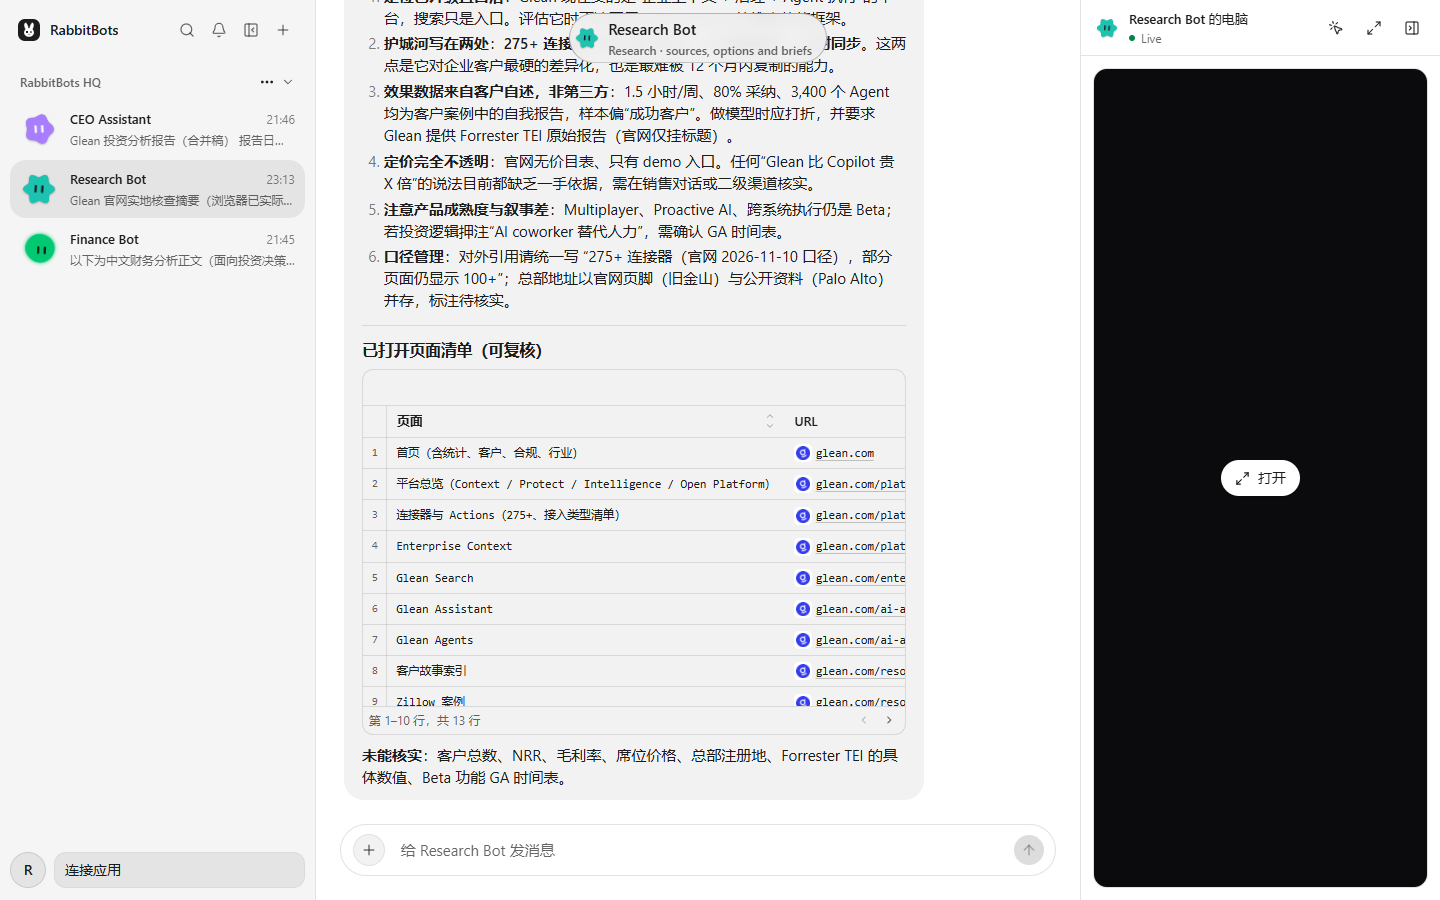 RabbitBots
RabbitBots HQ
CEO Assistant 21:46
Glean 投资分析报告（合并稿） 报告日...
Research Bot 23:13
Glean 官网实地核查摘要（浏览器已实际...
Finance Bot 21:45
以下为中文财务分析正文（面向投资决策...
R 连接应用
Research Bot
Research · sources, options and briefs
台，搜索只是入口。评估它时
2. 护城河写在两处：275+ 连接 时同步。这两
点是它对企业客户最硬的差异化，也是最难被 12 个月内复制的能力。
3. 效果数据来自客户自述，非第三方：1.5 小时/周、80% 采纳、3,400 个 Agent
均为客户案例中的自我报告，样本偏“成功客户”。做模型时应打折，并要求
Glean 提供 Forrester TEI 原始报告（官网仅挂标题）。
4. 定价完全不透明：官网无价目表、只有 demo 入口。任何“Glean 比 Copilot 贵
X 倍”的说法目前都缺乏一手依据，需在销售对话或二级渠道核实。
5. 注意产品成熟度与叙事差：Multiplayer、Proactive AI、跨系统执行仍是 Beta；
若投资逻辑押注“AI coworker 替代人力”，需确认 GA 时间表。
6. 口径管理：对外引用请统一写 “275+ 连接器（官网 2026-11-10 口径），部分
页面仍显示 100+”；总部地址以官网页脚（旧金山）与公开资料（Palo Alto）
并存，标注待核实。
已打开页面清单（可复核）
页面 URL
1 首页（含统计、客户、合规、行业） glean.com
2 平台总览（Context / Protect / Intelligence / Open Platform) glean.com/plat
3 连接器与 Actions（275+、接入类型清单） glean.com/plat
4 Enterprise Context glean.com/plat
5 Glean Search glean.com/ente
6 Glean Assistant glean.com/ai-a
7 Glean Agents glean.com/ai-a
8 客户故事索引 glean.com/reso
9 Zillow 案例 glean.com/reso
第 1–10 行，共 13 行
未能核实：客户总数、NRR、毛利率、席位价格、总部注册地、Forrester TEI 的具
体数值、Beta 功能 GA 时间表。
给 Research Bot 发消息
Research Bot 的电脑
Live
打开